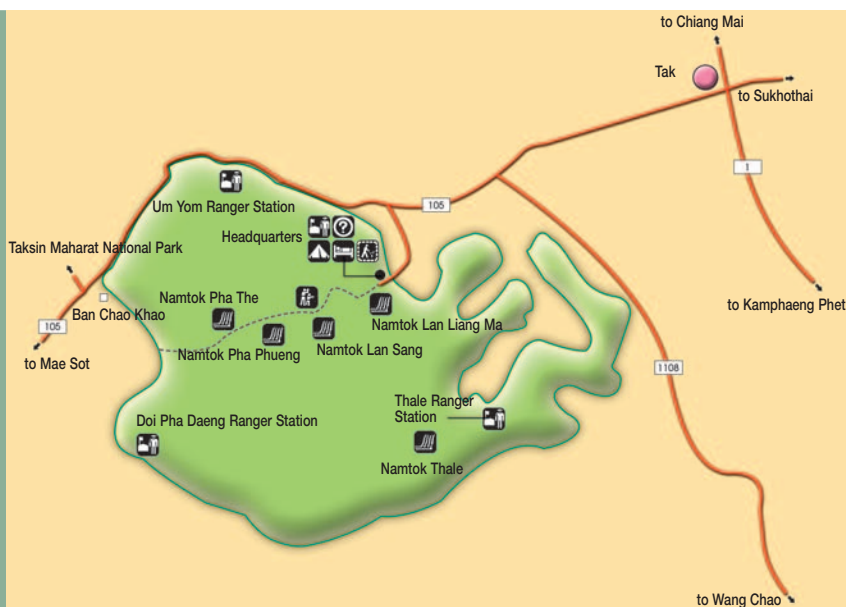 to Chiang Mai
Tak
to Sukhothai
1
Um Yom Ranger Station
105
Headquarters
Taksin Maharat National Park
Namtok Pha The
Ban Chao Khao
Namtok Lan Liang Ma
to Kamphaeng Phet
105
Namtok Pha Phueng
Namtok Lan Sang
to Mae Sot
1108
Thale Ranger
Station
Doi Pha Daeng Ranger Station
Namtok Thale
to Wang Chao